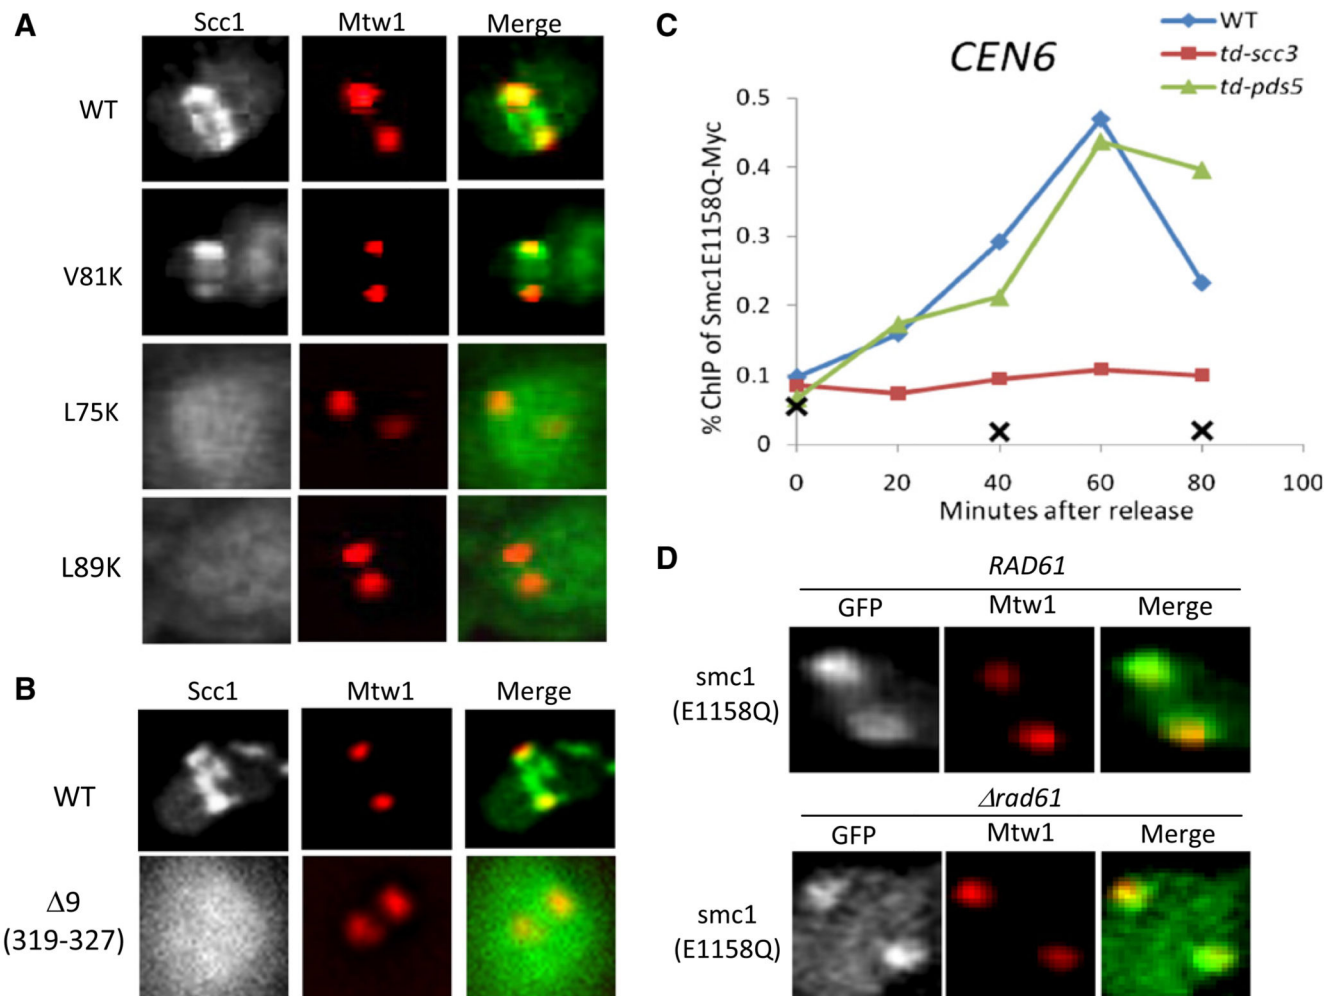 A
Scc1 Mtw1 Merge
WT
V81K
L75K
L89K
B
Scc1 Mtw1 Merge
WT
Δ9
(319-327)
C
CEN6
WT
td-scc3
td-pds5
% ChIP of Smc1E1158Q-Myc
0.5
0.4
0.3
0.2
0.1
0
0 20 40 60 80 100
Minutes after release
D
RAD61
GFP Mtw1 Merge
smc1
(E1158Q)
Δrad61
GFP Mtw1 Merge
smc1
(E1158Q)